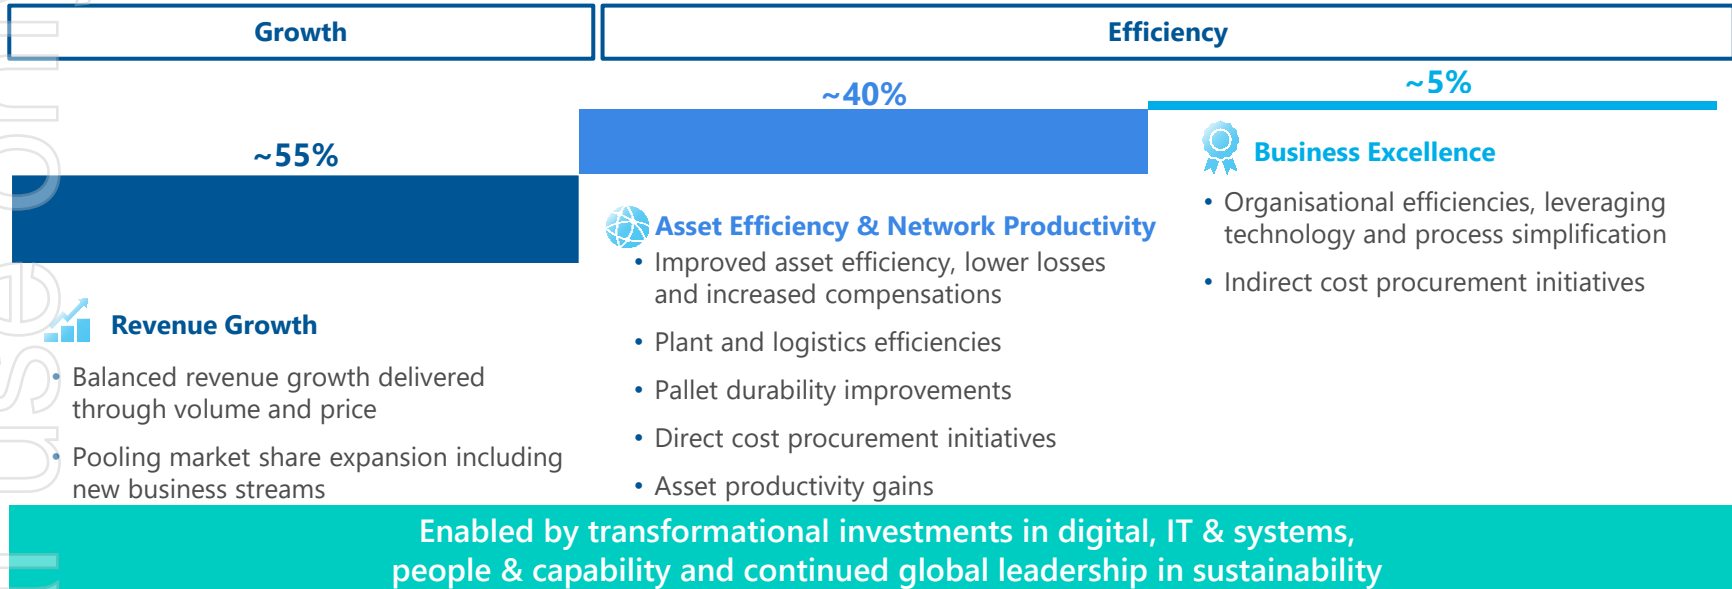 Growth
Efficiency
~55%
~40%
~5%
Revenue Growth
• Balanced revenue growth delivered
through volume and price
• Pooling market share expansion including
new business streams
Asset Efficiency & Network Productivity
• Improved asset efficiency, lower losses
and increased compensations
• Plant and logistics efficiencies
• Pallet durability improvements
• Direct cost procurement initiatives
• Asset productivity gains
Business Excellence
• Organisational efficiencies, leveraging
technology and process simplification
• Indirect cost procurement initiatives
Enabled by transformational investments in digital, IT & systems,
people & capability and continued global leadership in sustainability
use on